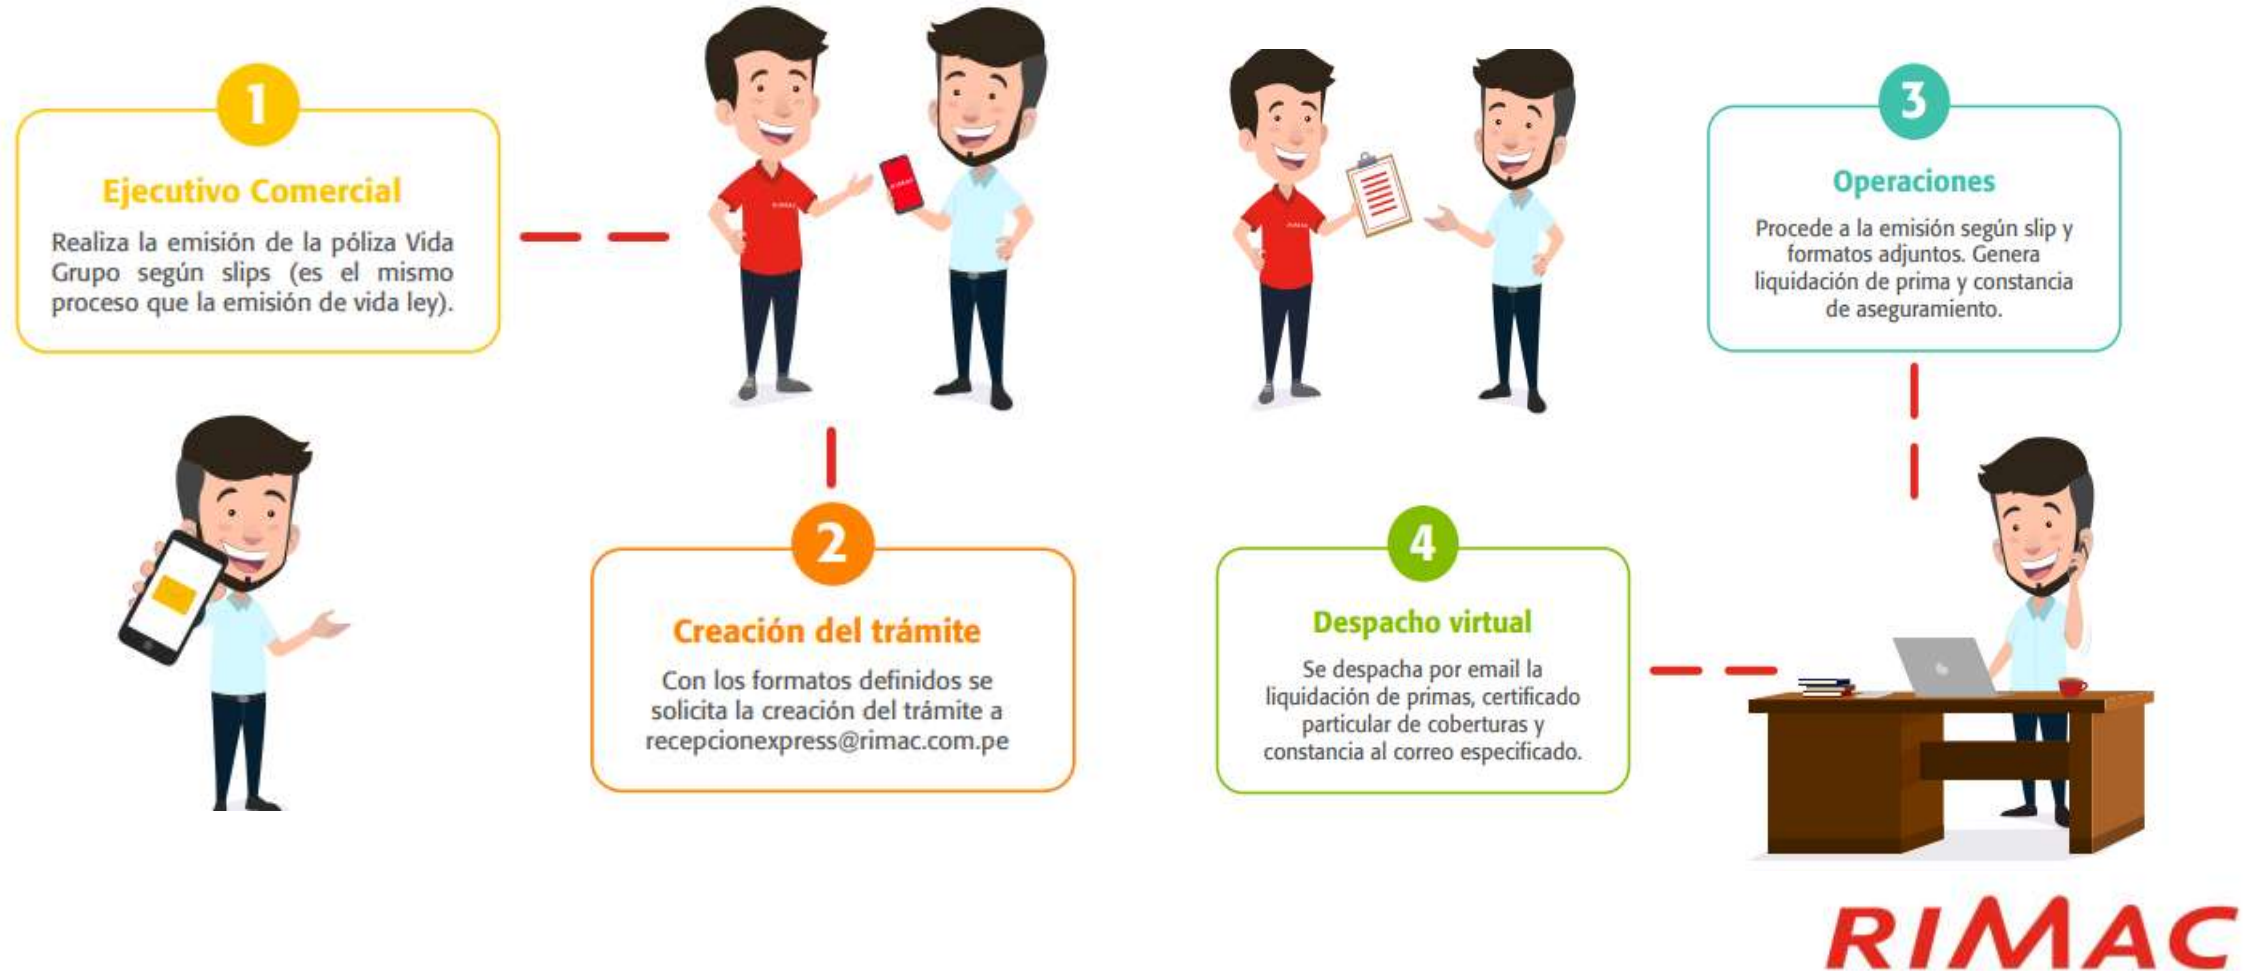 1
Ejecutivo Comercial
Realiza la emisión de la póliza Vida
Grupo según slips (es el mismo
proceso que la emisión de vida ley).
2
Creación del trámite
Con los formatos definidos se
solicita la creación del trámite a
recepcionexpress@rimac.com.pe
3
Operaciones
Procede a la emisión según slip y
formatos adjuntos. Genera
liquidación de prima y constancia
de aseguramiento.
4
Despacho virtual
Se despacha por email la
liquidación de primas, certificado
particular de coberturas y
constancia al correo especificado.
RIMAC